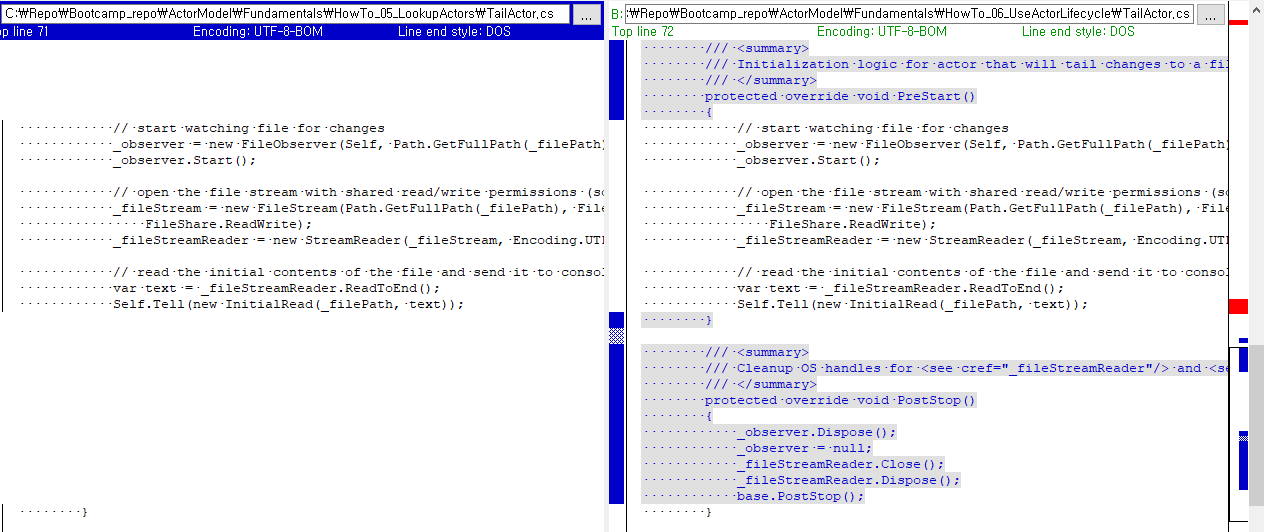 C:₩Repo₩Bootcamp_repo₩ActorModel₩Fundamentals₩HowTo_05_LookupActors₩TailActor.cs ...
op line 71 Encoding: UTF-8-BOM Line end style: DOS
// start watching file for changes
_observer = new FileObserver(Self, Path.GetFullPath(_filePath)
_observer.Start();
// open the file stream with shared read/write permissions (so
_fileStream = new FileStream(Path.GetFullPath(_filePath), File
FileShare.ReadWrite);
_fileStreamReader = new StreamReader(_fileStream, Encoding.UTF
// read the initial contents of the file and send it to conso
var text = _fileStreamReader.ReadToEnd();
Self.Tell(new InitialRead(_filePath, text));
}
B: :₩Repo₩Bootcamp_repo₩ActorModel₩Fundamentals₩HowTo_06_UseActorLifecycle₩TailActor.cs ...
Top line 72 Encoding: UTF-8-BOM Line end style: DOS
/// <summary>
/// Initialization logic for actor that will tail changes to a fil
/// </summary>
protected override void PreStart()
{
// start watching file for changes
_observer = new FileObserver(Self, Path.GetFullPath(_filePath)
_observer.Start();
// open the file stream with shared read/write permissions (so
_fileStream = new FileStream(Path.GetFullPath(_filePath), File
FileShare.ReadWrite);
_fileStreamReader = new StreamReader(_fileStream, Encoding.UTF
// read the initial contents of the file and send it to conso
var text = _fileStreamReader.ReadToEnd();
Self.Tell(new InitialRead(_filePath, text));
}
/// <summary>
/// Cleanup OS handles for <see cref="_fileStreamReader"/> and <se
/// </summary>
protected override void PostStop()
{
_observer.Dispose();
_observer = null;
_fileStreamReader.Close();
_fileStreamReader.Dispose();
base.PostStop();
}